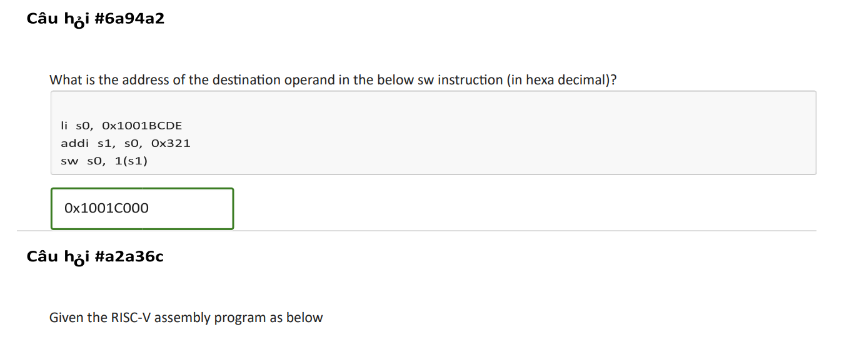 Câu hỏi #6a94a2
What is the address of the destination operand in the below sw instruction (in hexa decimal)?
li s0, 0x1001BCDE
addi s1, s0, 0x321
sw s0, 1(s1)
0x1001C000
Câu hỏi #a2a36c
Given the RISC-V assembly program as below